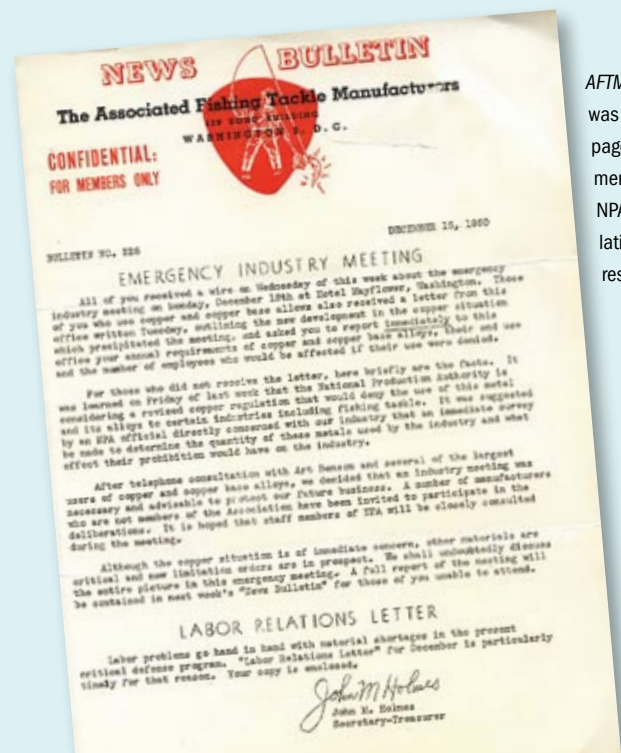 NEWS BULLETIN
The Associated Fishing Tackle Manufacturers
BOND BUILDING
WASHINGTON 5, D.C.
CONFIDENTIAL:
FOR MEMBERS ONLY
BULLETIN NO. 226
DECEMBER 15, 1950
EMERGENCY INDUSTRY MEETING
All of you received a wire on Wednesday of this week about the emergency
industry meeting on Monday, December 18th at Hotel Mayflower, Washington. Those
of you who use copper and copper base alloys also received a letter from this
office written Tuesday, outlining the new development in the copper situation
which precipitated the meeting, and asked you to report immediately to this
office your annual requirements of copper and copper base alloys, their end use
and the number of employees who would be affected if their use were denied.
For those who did not receive the letter, here briefly are the facts. It
was learned on Friday of last week that the National Production Authority is
considering a revised copper regulation that would deny the use of this metal
and its alloys to certain industries including fishing tackle. It was suggested
by an NPA official directly concerned with our industry that an immediate survey
be made to determine the quantity of these metals used by the industry and what
effect their prohibition would have on the industry.
After telephone consultation with Art Benson and several of the largest
users of copper and copper base alloys, we decided that an industry meeting was
necessary and advisable to protect our future business. A number of manufacturers
who are not members of the Association have been invited to participate in the
deliberations. It is hoped that staff members of NPA will be closely consulted
during the meeting.
Although the copper situation is of immediate concern, other materials are
critical and new limitation orders are in prospect. We shall undoubtedly discuss
the entire picture in this emergency meeting. A full report of the meeting will
be contained in next week's "News Bulletin" for those of you unable to attend.
LABOR RELATIONS LETTER
Labor problems go hand in hand with material shortages in the present
critical defense program. "Labor Relations Letter" for December is particularly
timely for that reason. Your copy is enclosed.
John M Holmes
John M. Holmes
Secretary-Treasurer
AFTM
was
page
mem
NPA
latio
res